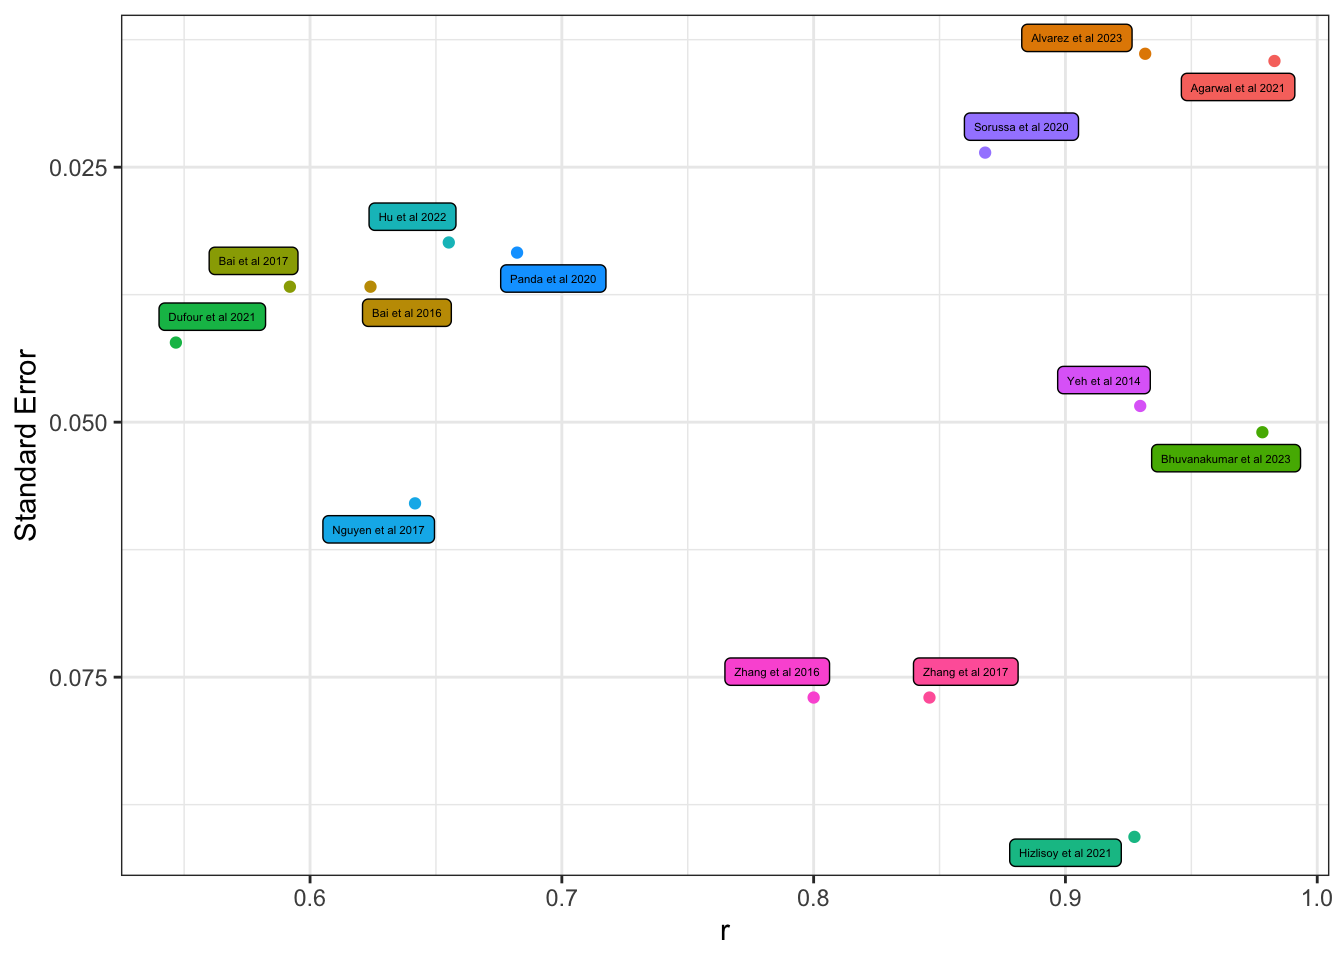 Alvarez et al 2023
Agarwal et al 2021
Sorussa et al 2020
0.025
Hu et al 2022
Bai et al 2017
Panda et al 2020
Dufour et al 2021
Bai et al 2016
Yeh et al 2014
0.050
Bhuvanakumar et al 2023
Standard Error
Nguyen et al 2017
Zhang et al 2016
Zhang et al 2017
0.075
Hizlisoy et al 2021
0.6
0.7
0.8
0.9
1.0
r